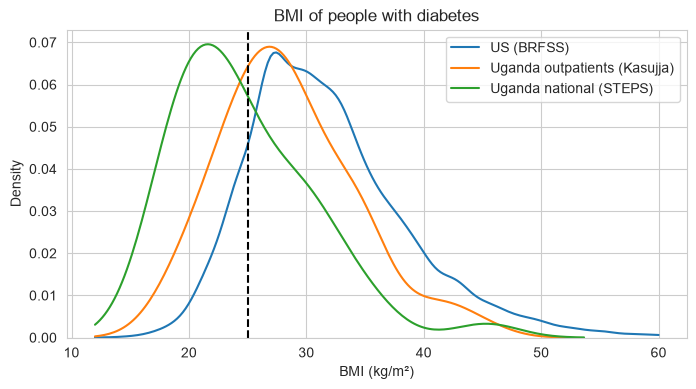 BMI of people with diabetes
US (BRFSS)
Uganda outpatients (Kasujja)
Uganda national (STEPS)
Density
0.07
0.06
0.05
0.04
0.03
0.02
0.01
0.00
10 20 30 40 50 60
BMI (kg/m²)